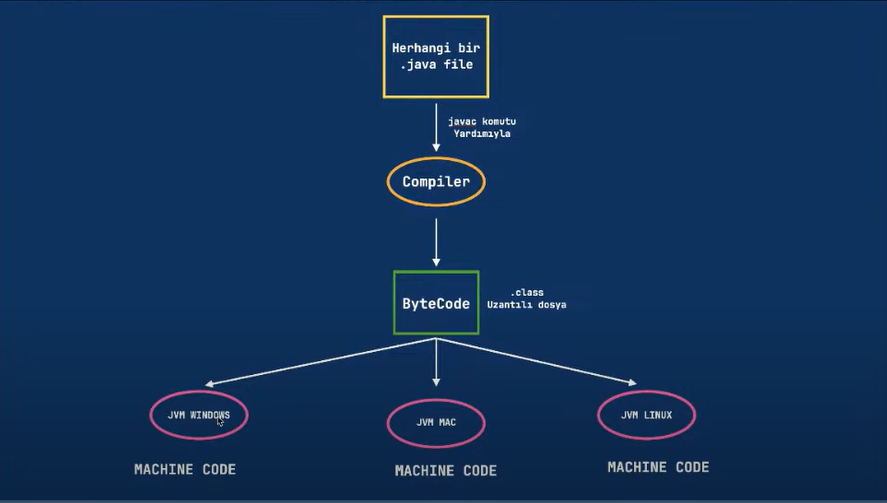 Herhangi bir
.java file
javac komutu
Yardımıyla
Compiler
ByteCode
.class
Uzantılı dosya
JVM WINDOWS
JVM MAC
JVM LINUX
MACHINE CODE
MACHINE CODE
MACHINE CODE